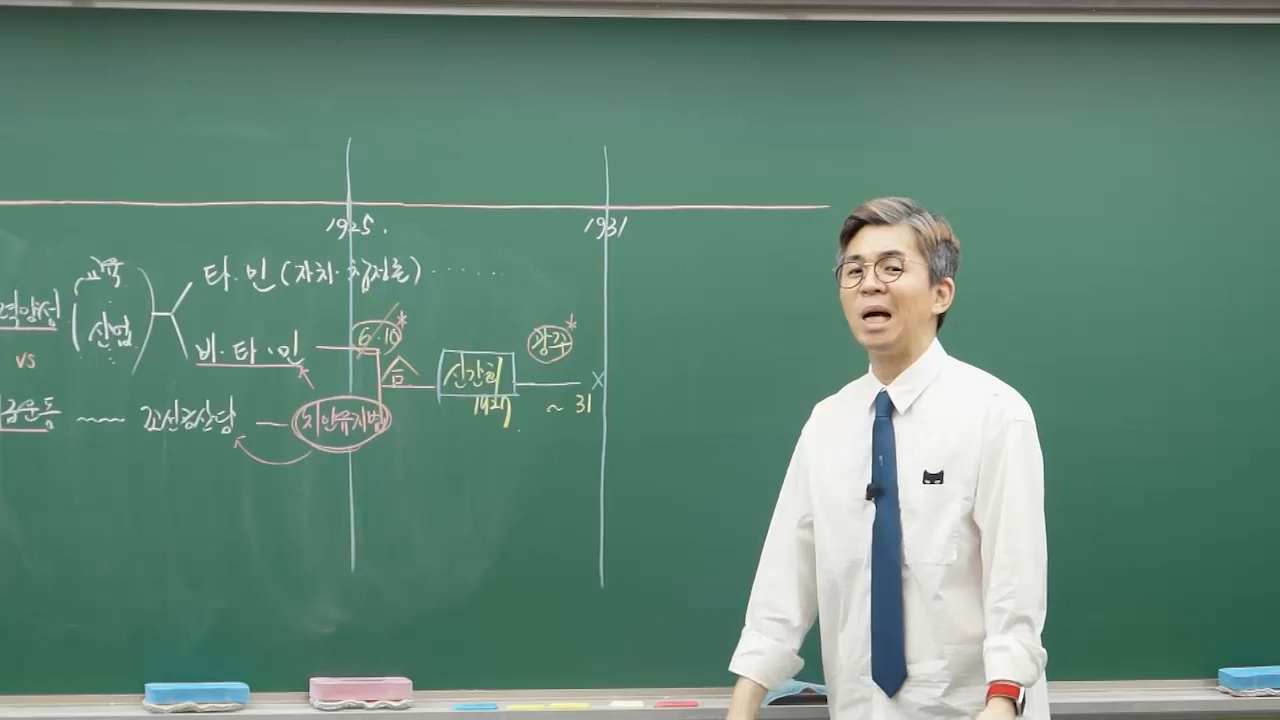 1925.
1931
교육
타·민(자치·참정론)······
력양성
산업
6·10
광주
vs
비·타·민
합
신간회
1927
~ 31
조선공산당
치안유지법